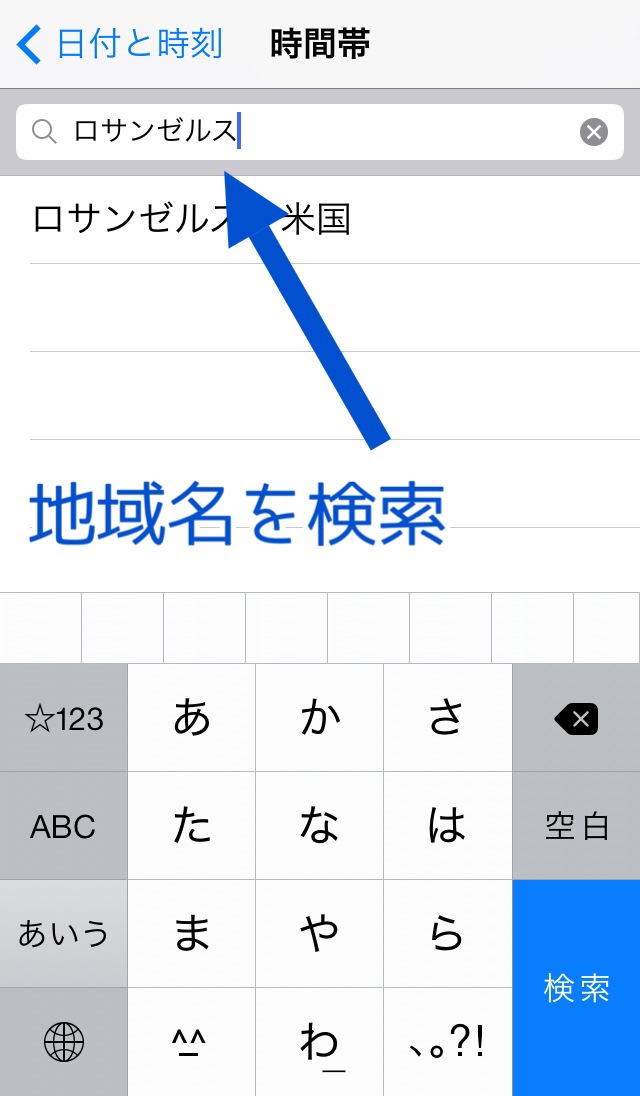 日付と時刻 時間帯
ロサンゼルス
ロサンゼルス 米国
地域名を検索
☆123 あ か さ
ABC た な は 空白
あいう ま や ら
検索
^_^ わ_ 、。?!